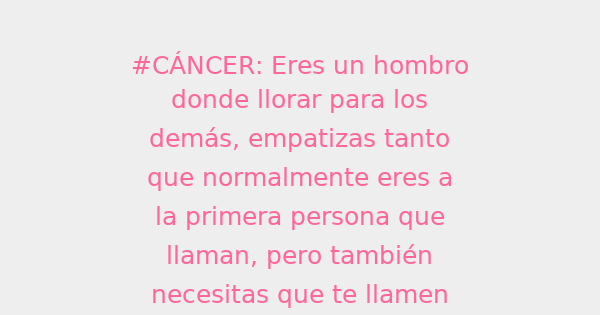 #CÁNCER: Eres un hombro
donde llorar para los
demás, empatizas tanto
que normalmente eres a
la primera persona que
llaman, pero también
necesitas que te llamen